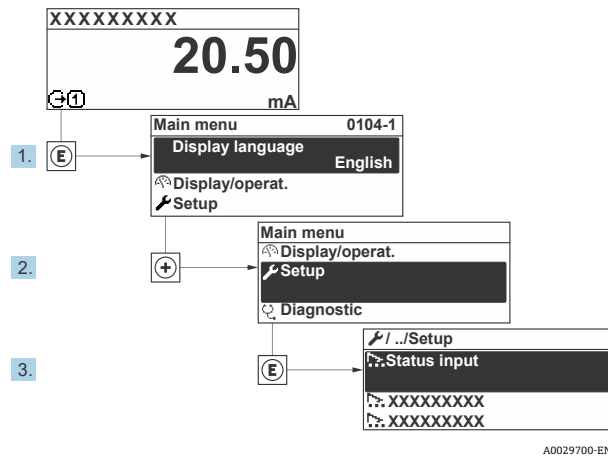 XXXXXXXXX
20.50
1 mA
Main menu 0104-1
1. E
Display language
English
Display/operat.
Setup
Main menu
Display/operat.
2. +
Setup
Diagnostic
/ ../Setup
3. E
Status input
XXXXXXXXX
XXXXXXXXX
A0029700-EN